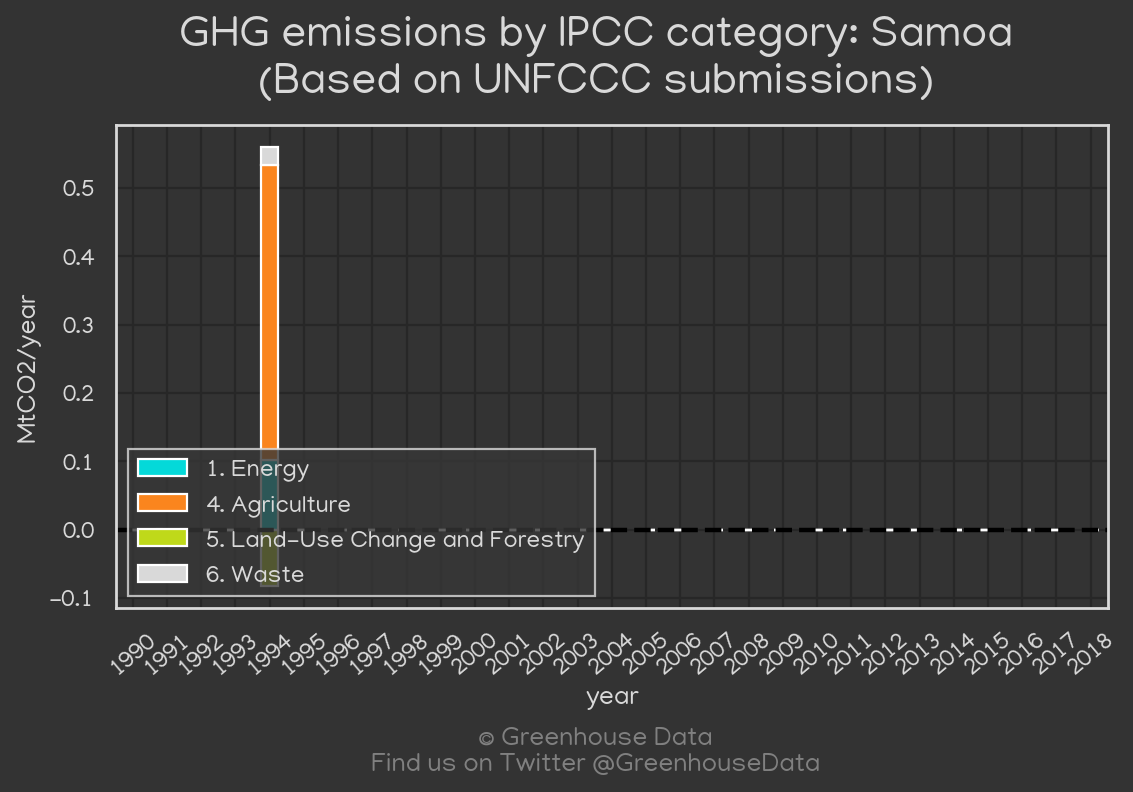 GHG emissions by IPCC category: Samoa
(Based on UNFCCC submissions)
MtCO2/year
0.5
0.4
0.3
0.2
0.1
0.0
−0.1
1. Energy
4. Agriculture
5. Land-Use Change and Forestry
6. Waste
1990 1991 1992 1993 1994 1995 1996 1997 1998 1999 2000 2001 2002 2003 2004 2005 2006 2007 2008 2009 2010 2011 2012 2013 2014 2015 2016 2017 2018
year
© Greenhouse Data
Find us on Twitter @GreenhouseData